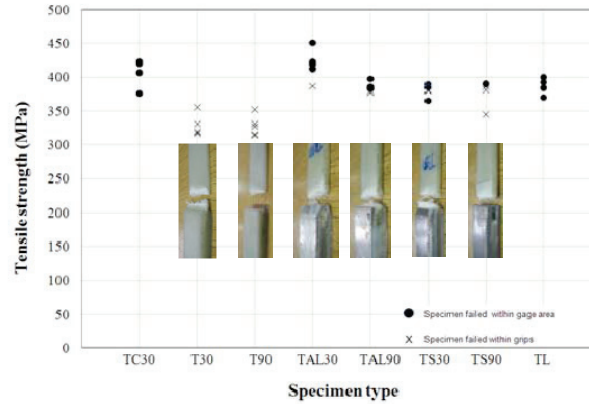 500
450
400
350
300
250
200
150
100
50
0
Tensile strength (MPa)
Specimen failed within gage area
Specimen failed within grips
TC30 T30 T90 TAL30 TAL90 TS30 TS90 TL
Specimen type